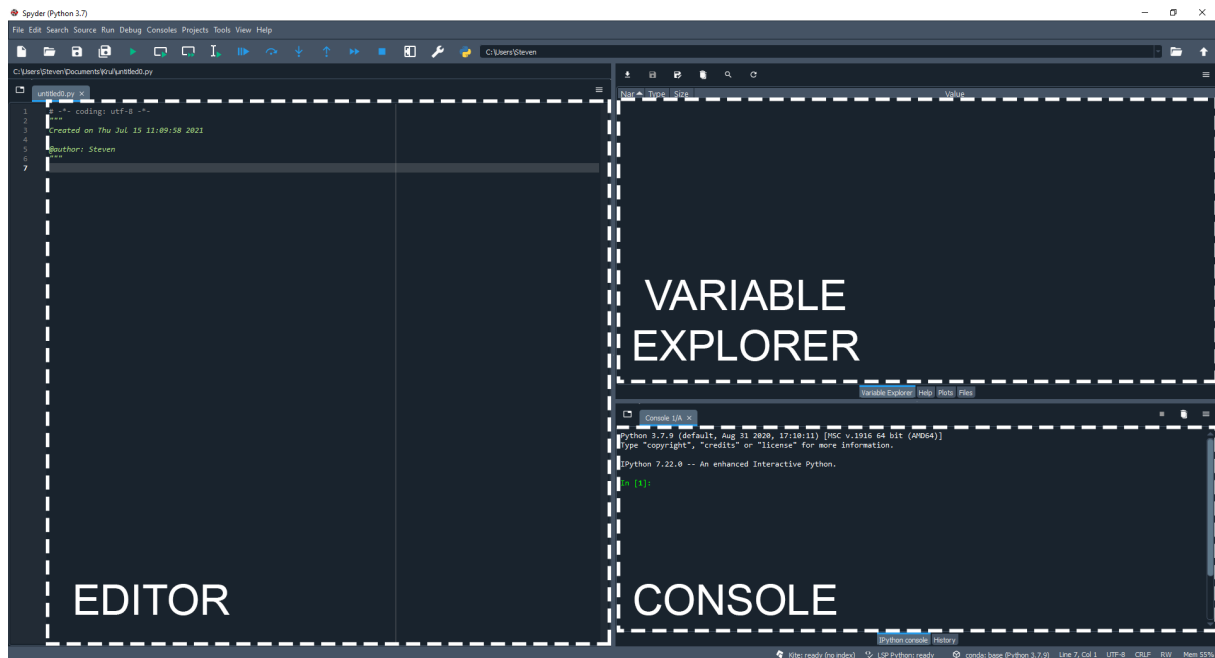 Spyder (Python 3.7)
File Edit Search Source Run Debug Consoles Projects Tools View Help
C:\Users\Steven
C:\Users\Steven\Documents\Krul\untitled0.py
untitled0.py
1 # -*- coding: utf-8 -*-
2 """
3 Created on Thu Jul 15 11:09:58 2021
4
5 @author: Steven
6 """
7
EDITOR
Nar Type Size Value
VARIABLE
EXPLORER
Variable Explorer Help Plots Files
Console 1/A
Python 3.7.9 (default, Aug 31 2020, 17:10:11) [MSC v.1916 64 bit (AMD64)]
Type "copyright", "credits" or "license" for more information.
IPython 7.22.0 -- An enhanced Interactive Python.
In [1]:
CONSOLE
IPython console History
Kite: ready (no index) LSP Python: ready conda: base (Python 3.7.9) Line 7, Col 1 UTF-8 CRLF RW Mem 55%